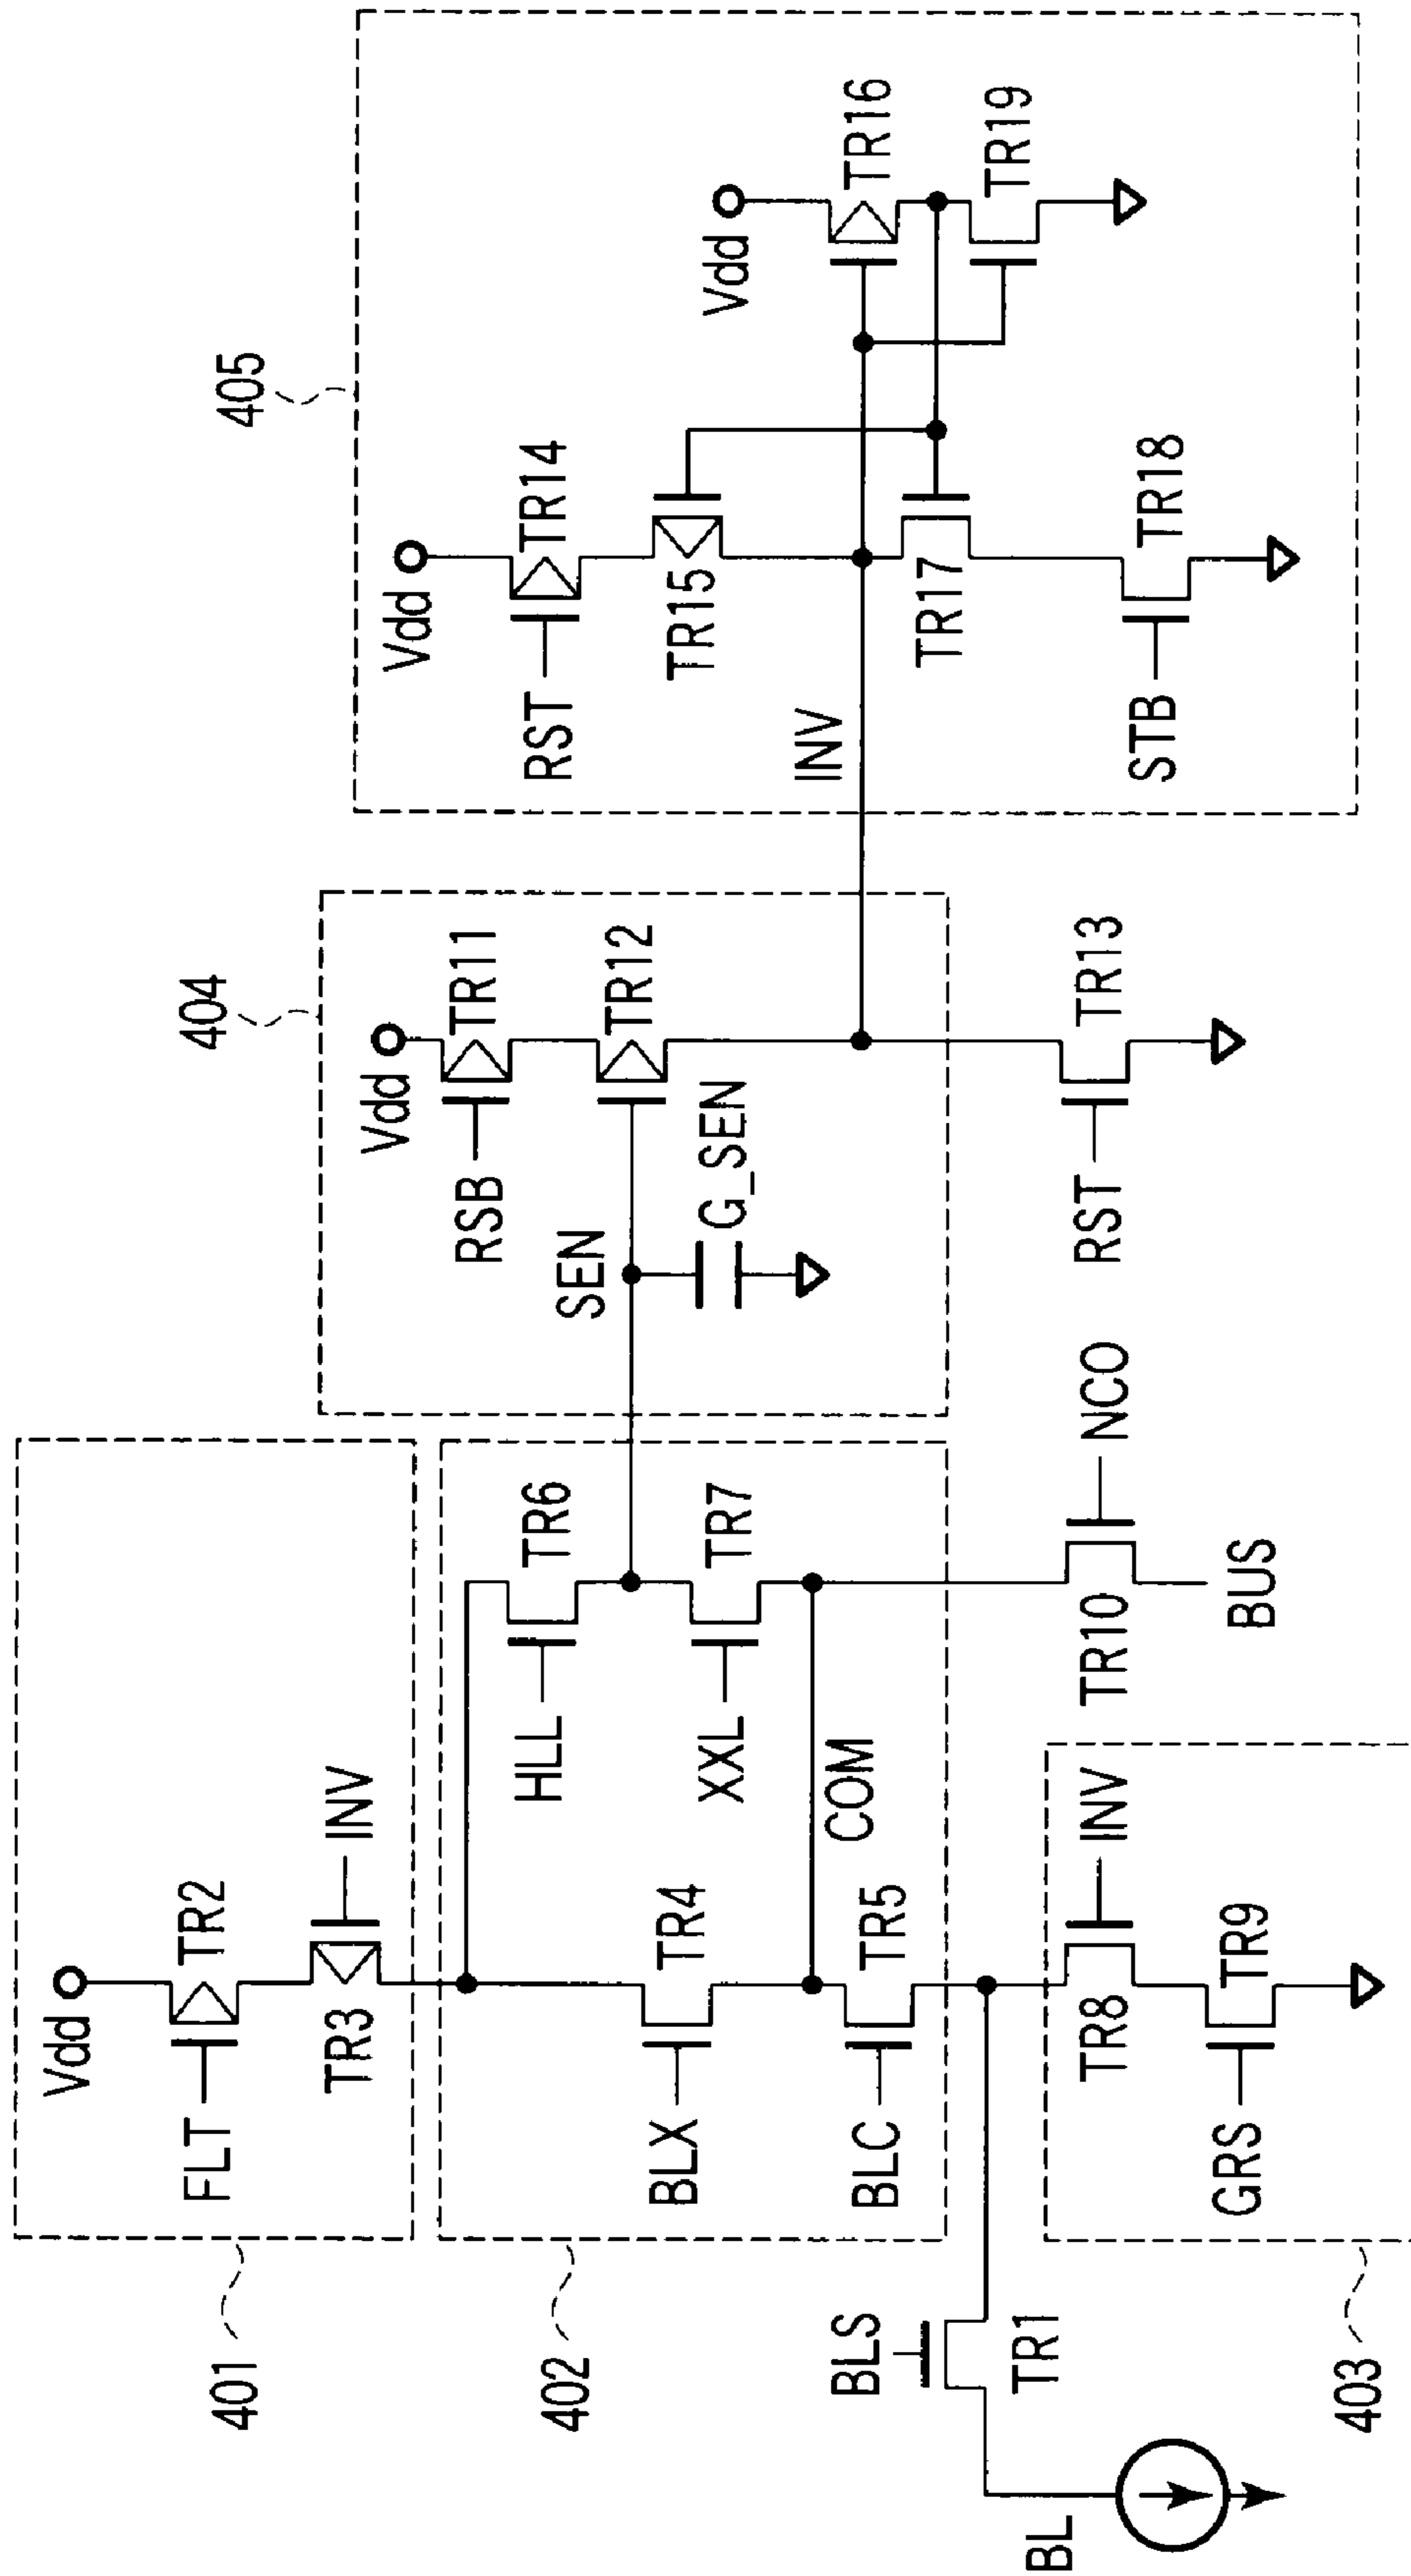 405
Vdd
TR16
TR19
Vdd
TR14
RST
TR15
INV
TR17
TR18
STB
404
Vdd
TR11
RSB
TR12
SEN
G_SEN
TR13
RST
401
Vdd
TR2
FLT
INV
TR3
402
TR6
HLL
TR7
XXL
TR4
BLX
COM
TR5
BLC
NCO
TR10
BUS
403
INV
TR8
TR9
GRS
BLS
TR1
BL